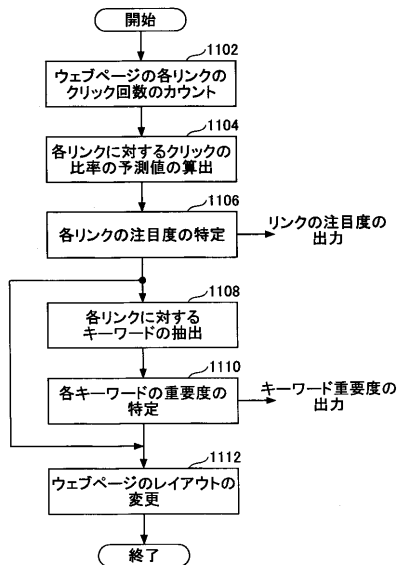 開始
1102
ウェブページの各リンクの
クリック回数のカウント
1104
各リンクに対するクリックの
比率の予測値の算出
1106
各リンクの注目度の特定
リンクの注目度の
出力
1108
各リンクに対する
キーワードの抽出
1110
各キーワードの重要度の
特定
キーワード重要度の
出力
1112
ウェブページのレイアウトの
変更
終了